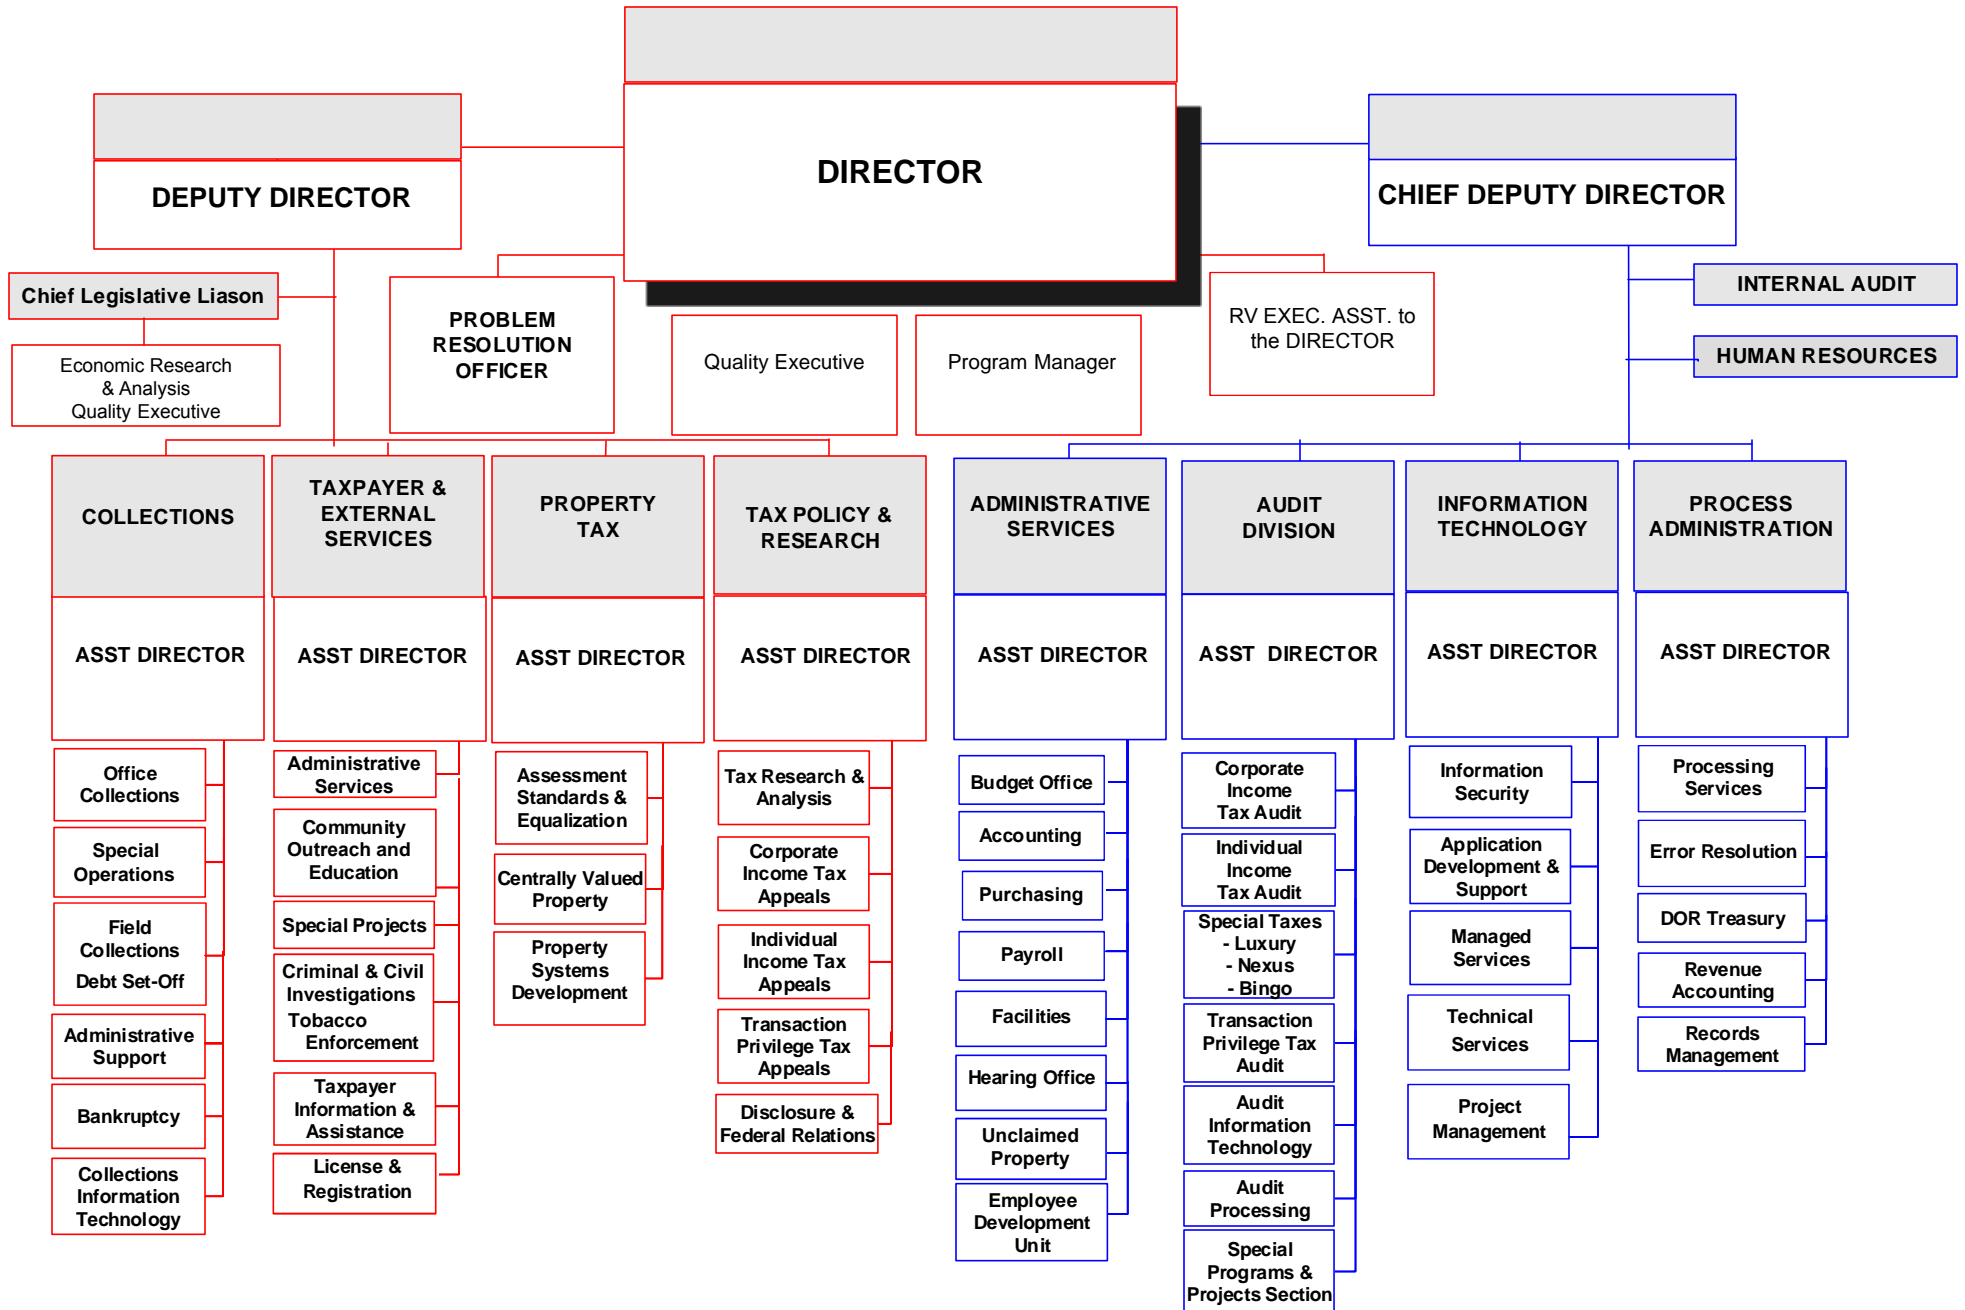 DIRECTOR
DEPUTY DIRECTOR
CHIEF DEPUTY DIRECTOR
Chief Legislative Liason
Economic Research
& Analysis
Quality Executive
PROBLEM
RESOLUTION
OFFICER
Quality Executive
Program Manager
RV EXEC. ASST. to
the DIRECTOR
INTERNAL AUDIT
HUMAN RESOURCES
COLLECTIONS
ASST DIRECTOR
Office
Collections
Special
Operations
Field
Collections
Debt Set-Off
Administrative
Support
Bankruptcy
Collections
Information
Technology
TAXPAYER &
EXTERNAL
SERVICES
ASST DIRECTOR
Administrative
Services
Community
Outreach and
Education
Special Projects
Criminal & Civil
Investigations
Tobacco
Enforcement
Taxpayer
Information &
Assistance
License &
Registration
PROPERTY
TAX
ASST DIRECTOR
Assessment
Standards &
Equalization
Centrally Valued
Property
Property
Systems
Development
TAX POLICY &
RESEARCH
ASST DIRECTOR
Tax Research &
Analysis
Corporate
Income Tax
Appeals
Individual
Income Tax
Appeals
Transaction
Privilege Tax
Appeals
Disclosure &
Federal Relations
ADMINISTRATIVE
SERVICES
ASST DIRECTOR
Budget Office
Accounting
Purchasing
Payroll
Facilities
Hearing Office
Unclaimed
Property
Employee
Development
Unit
AUDIT
DIVISION
ASST DIRECTOR
Corporate
Income
Tax Audit
Individual
Income
Tax Audit
Special Taxes
- Luxury
- Nexus
- Bingo
Transaction
Privilege Tax
Audit
Audit
Information
Technology
Audit
Processing
Special
Programs &
Projects Section
INFORMATION
TECHNOLOGY
ASST DIRECTOR
Information
Security
Application
Development &
Support
Managed
Services
Technical
Services
Project
Management
PROCESS
ADMINISTRATION
ASST DIRECTOR
Processing
Services
Error Resolution
DOR Treasury
Revenue
Accounting
Records
Management